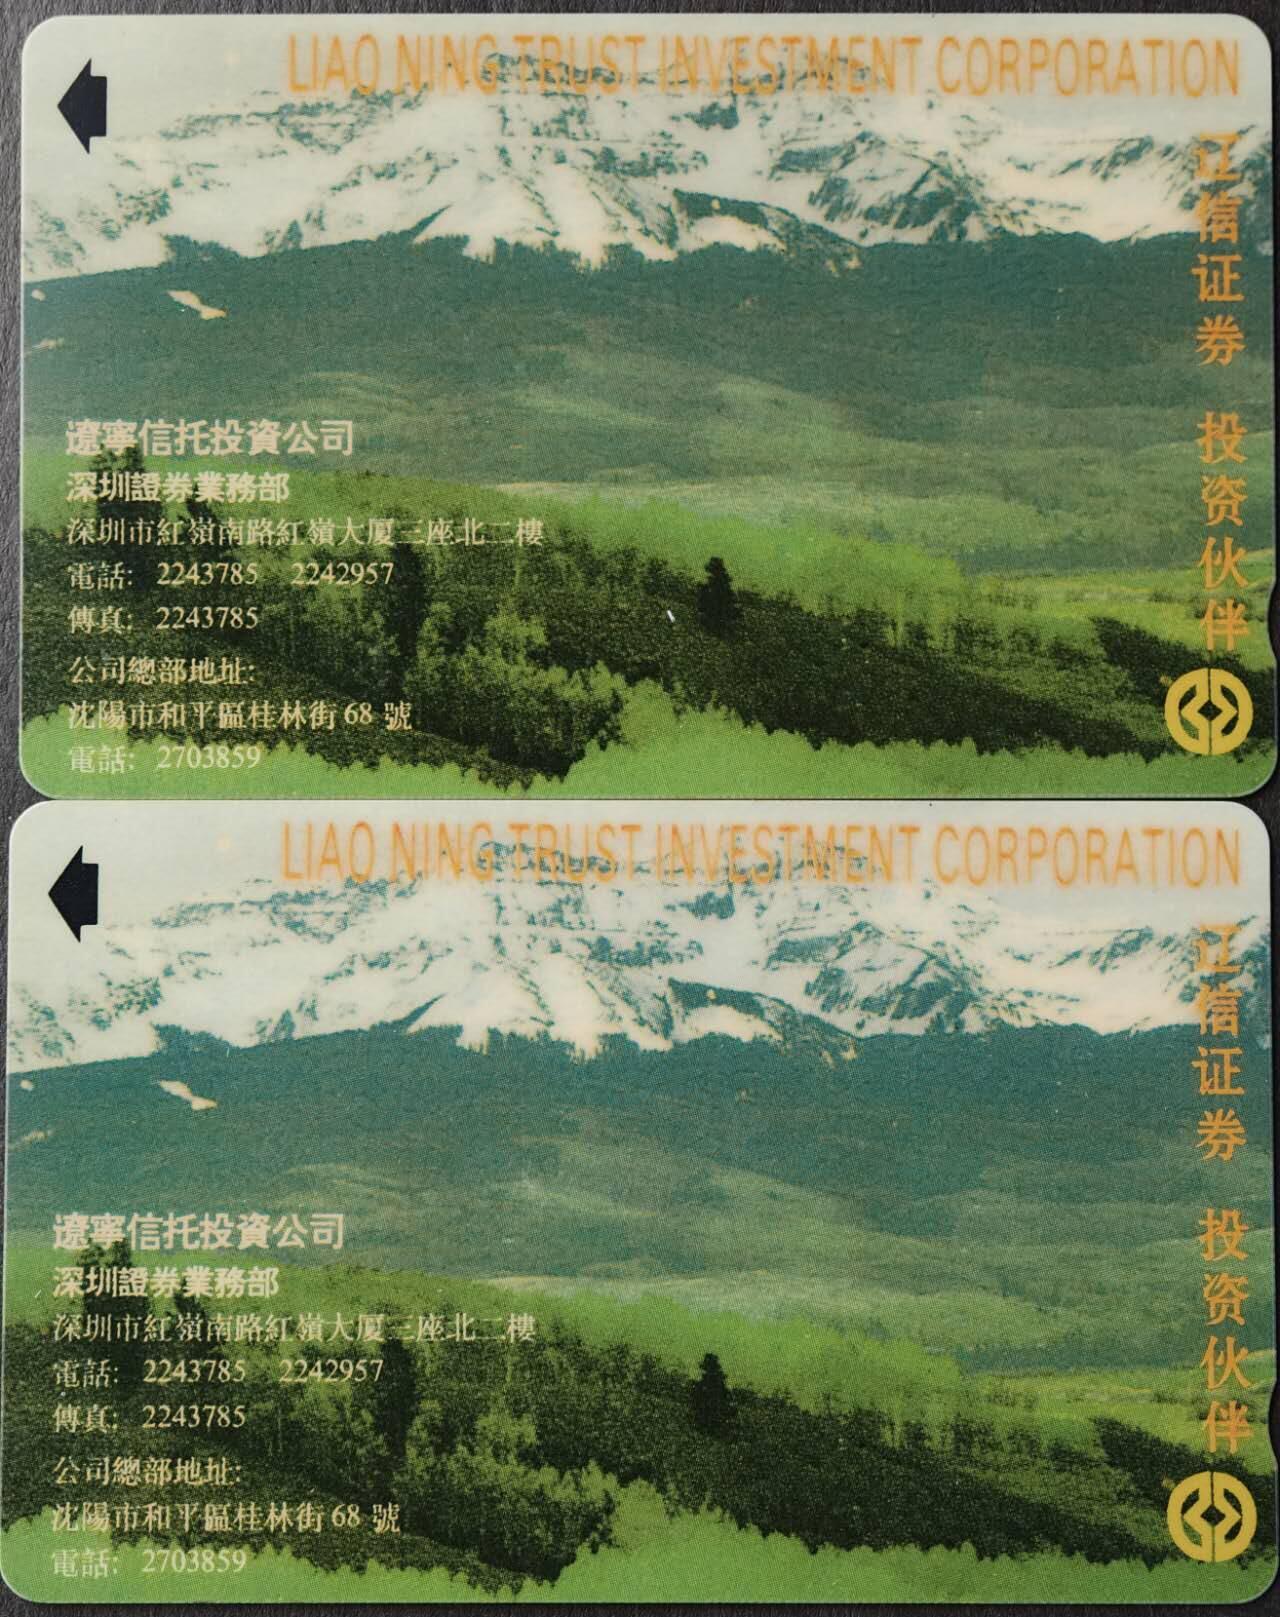 LIAO NING TRUST INVESTMENT CORPORATION
辽信证券 投资伙伴
遼寧信托投資公司
深圳證券業務部
深圳市紅嶺南路紅嶺大厦三座北二樓
電話: 2243785 2242957
傳真: 2243785
公司總部地址:
沈陽市和平區桂林街 68 號
電話: 2703859
LIAO NING TRUST INVESTMENT CORPORATION
辽信证券 投资伙伴
遼寧信托投資公司
深圳證券業務部
深圳市紅嶺南路紅嶺大厦三座北二樓
電話: 2243785 2242957
傳真: 2243785
公司總部地址:
沈陽市和平區桂林街 68 號
電話: 2703859